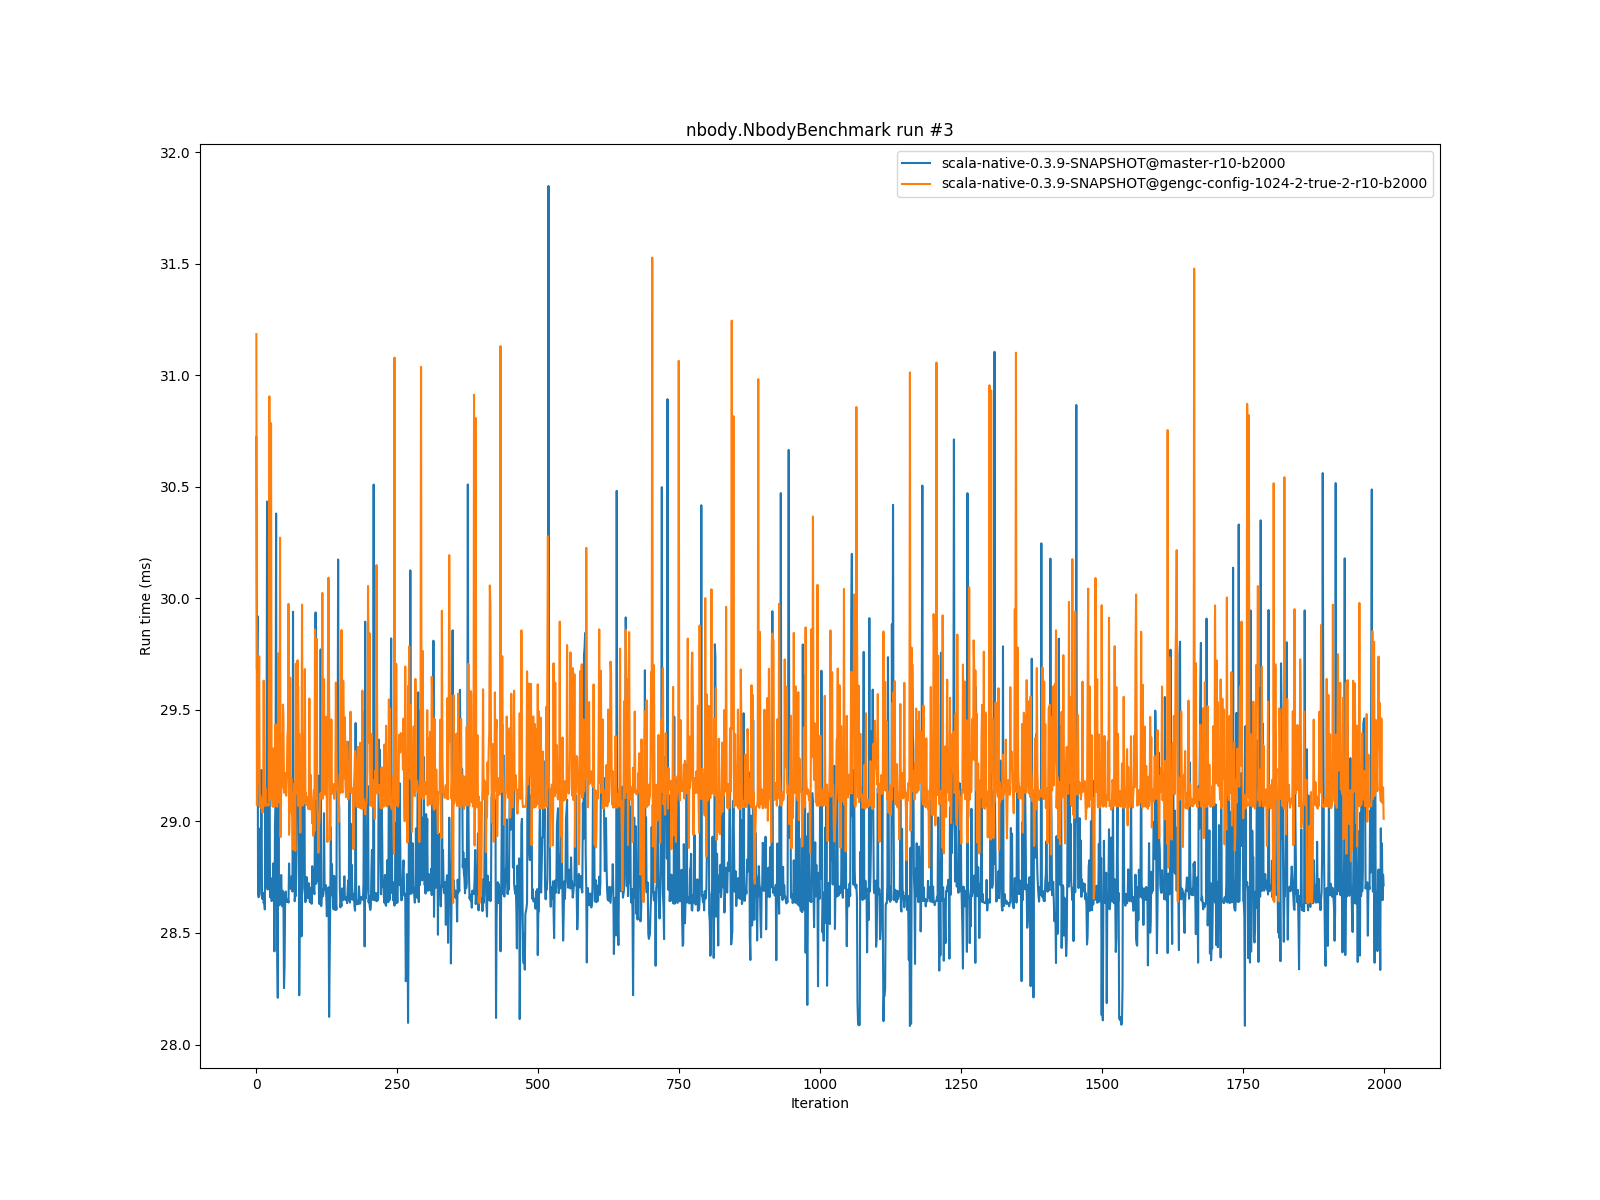 nbody.NbodyBenchmark run #3
scala-native-0.3.9-SNAPSHOT@master-r10-b2000
scala-native-0.3.9-SNAPSHOT@gengc-config-1024-2-true-2-r10-b2000
Run time (ms)
32.0
31.5
31.0
30.5
30.0
29.5
29.0
28.5
28.0
0 250 500 750 1000 1250 1500 1750 2000
Iteration